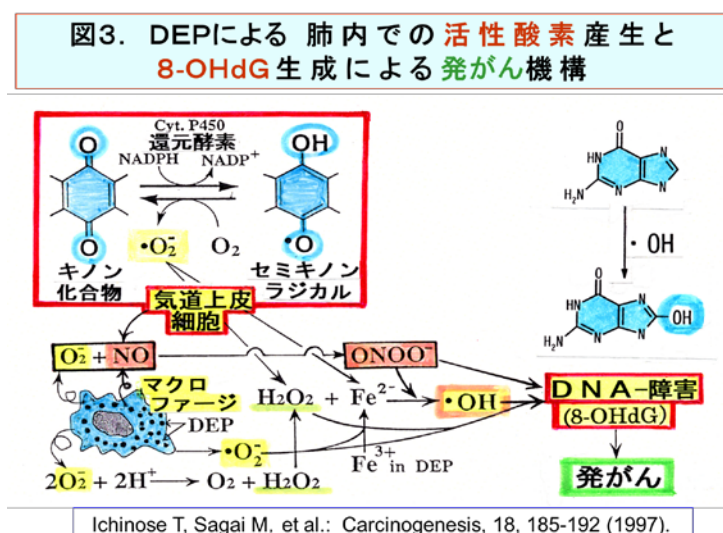 図3. DEPによる 肺内での 活性酸素産生と
8-OHdG生成による発がん機構
Cyt. P450
還元酵素
NADPH NADP⁺
O OH
•O₂⁻ O₂
O •O
キノン
化合物
セミキノン
ラジカル
気道上皮
細胞
O
HN N
H₂N N N
• OH
O
HN N
OH
H₂N N N
O₂⁻ + NO
ONOO⁻
マクロ
ファージ
DEP
H₂O₂ + Fe²⁻
•OH
DNA-障害
(8-OHdG)
•O₂⁻
Fe³⁺ in DEP
2O₂⁻ + 2H⁺ → O₂ + H₂O₂
発がん
Ichinose T, Sagai M. et al.: Carcinogenesis, 18, 185-192 (1997).